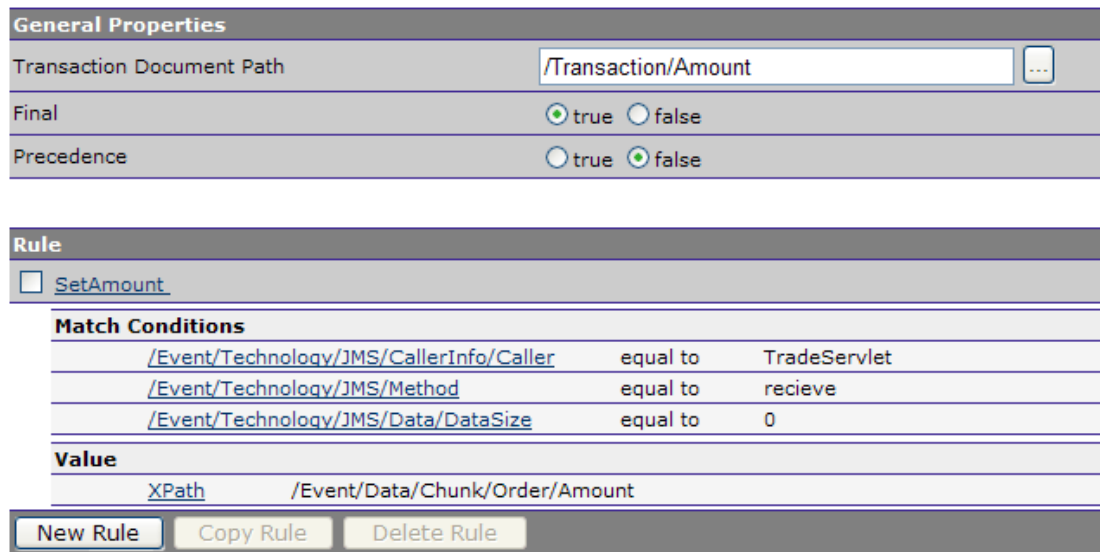 General Properties
Transaction Document Path /Transaction/Amount ...
Final true false
Precedence true false
Rule
SetAmount
Match Conditions
/Event/Technology/JMS/CallerInfo/Caller equal to TradeServlet
/Event/Technology/JMS/Method equal to recieve
/Event/Technology/JMS/Data/DataSize equal to 0
Value
XPath /Event/Data/Chunk/Order/Amount
New Rule Copy Rule Delete Rule